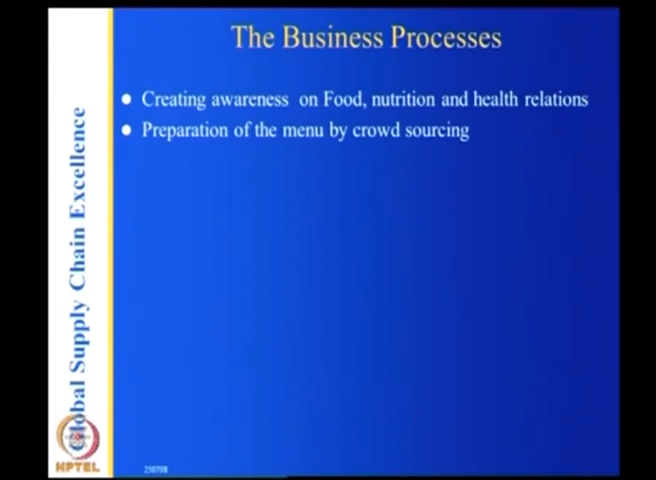 The Business Processes
Creating awareness on Food, nutrition and health relations
Preparation of the menu by crowd sourcing
Global Supply Chain Excellence
NPTEL
250708